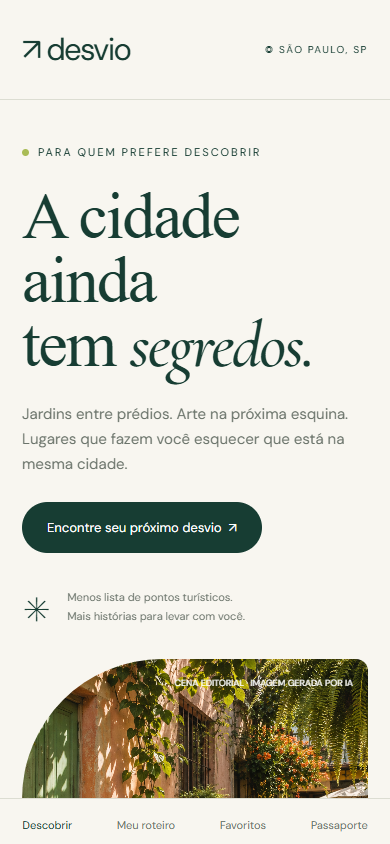 desvio
SÃO PAULO, SP
PARA QUEM PREFERE DESCOBRIR
A cidade
ainda
tem segredos.
Jardins entre prédios. Arte na próxima esquina.
Lugares que fazem você esquecer que está na
mesma cidade.
Encontre seu próximo desvio
Menos lista de pontos turísticos.
Mais histórias para levar com você.
CENA EDITORIAL · IMAGEM GERADA POR IA
Descobrir
Meu roteiro
Favoritos
Passaporte